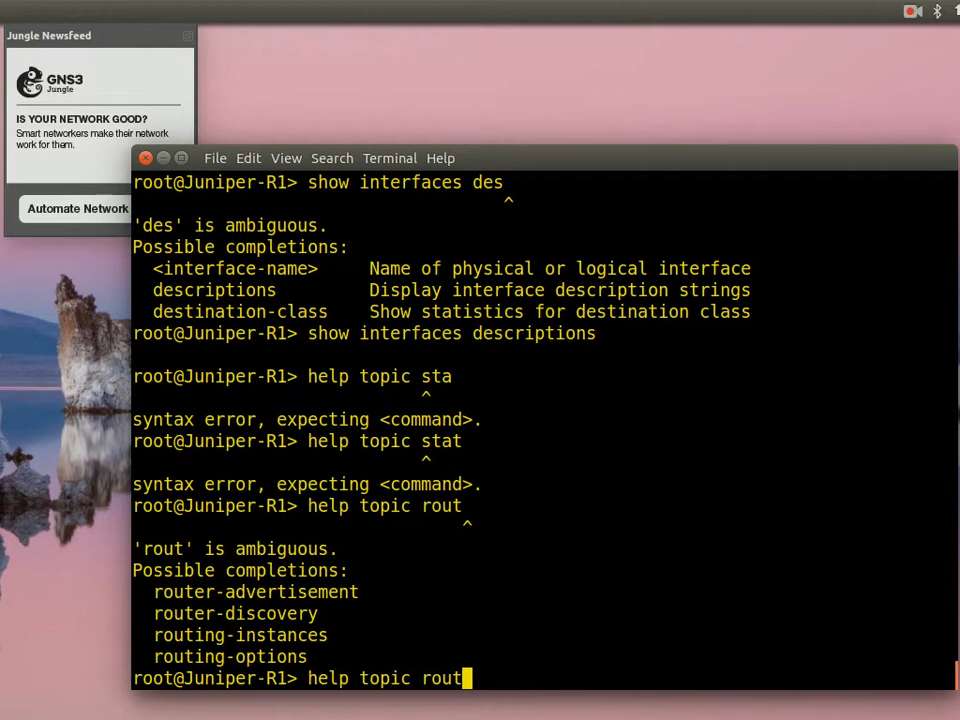 Jungle Newsfeed
GNS3
Jungle
IS YOUR NETWORK GOOD?
Smart networkers make their network
work for them.
Automate Network
File Edit View Search Terminal Help
root@Juniper-R1> show interfaces des
^
'des' is ambiguous.
Possible completions:
<interface-name> Name of physical or logical interface
descriptions Display interface description strings
destination-class Show statistics for destination class
root@Juniper-R1> show interfaces descriptions
root@Juniper-R1> help topic sta
^
syntax error, expecting <command>.
root@Juniper-R1> help topic stat
^
syntax error, expecting <command>.
root@Juniper-R1> help topic rout
^
'rout' is ambiguous.
Possible completions:
router-advertisement
router-discovery
routing-instances
routing-options
root@Juniper-R1> help topic rout